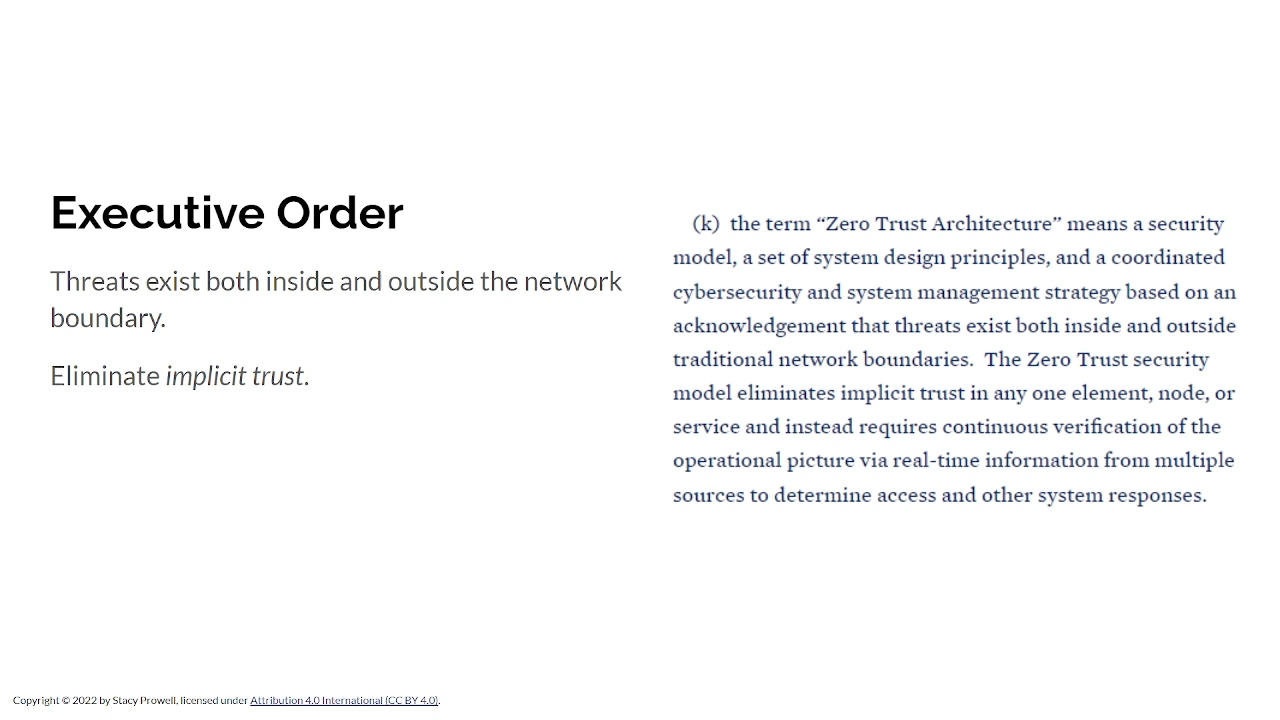 Executive Order
Threats exist both inside and outside the network
boundary.
Eliminate implicit trust.
(k)  the term “Zero Trust Architecture” means a security
model, a set of system design principles, and a coordinated
cybersecurity and system management strategy based on an
acknowledgement that threats exist both inside and outside
traditional network boundaries.  The Zero Trust security
model eliminates implicit trust in any one element, node, or
service and instead requires continuous verification of the
operational picture via real-time information from multiple
sources to determine access and other system responses.
Copyright © 2022 by Stacy Prowell, licensed under Attribution 4.0 International (CC BY 4.0).